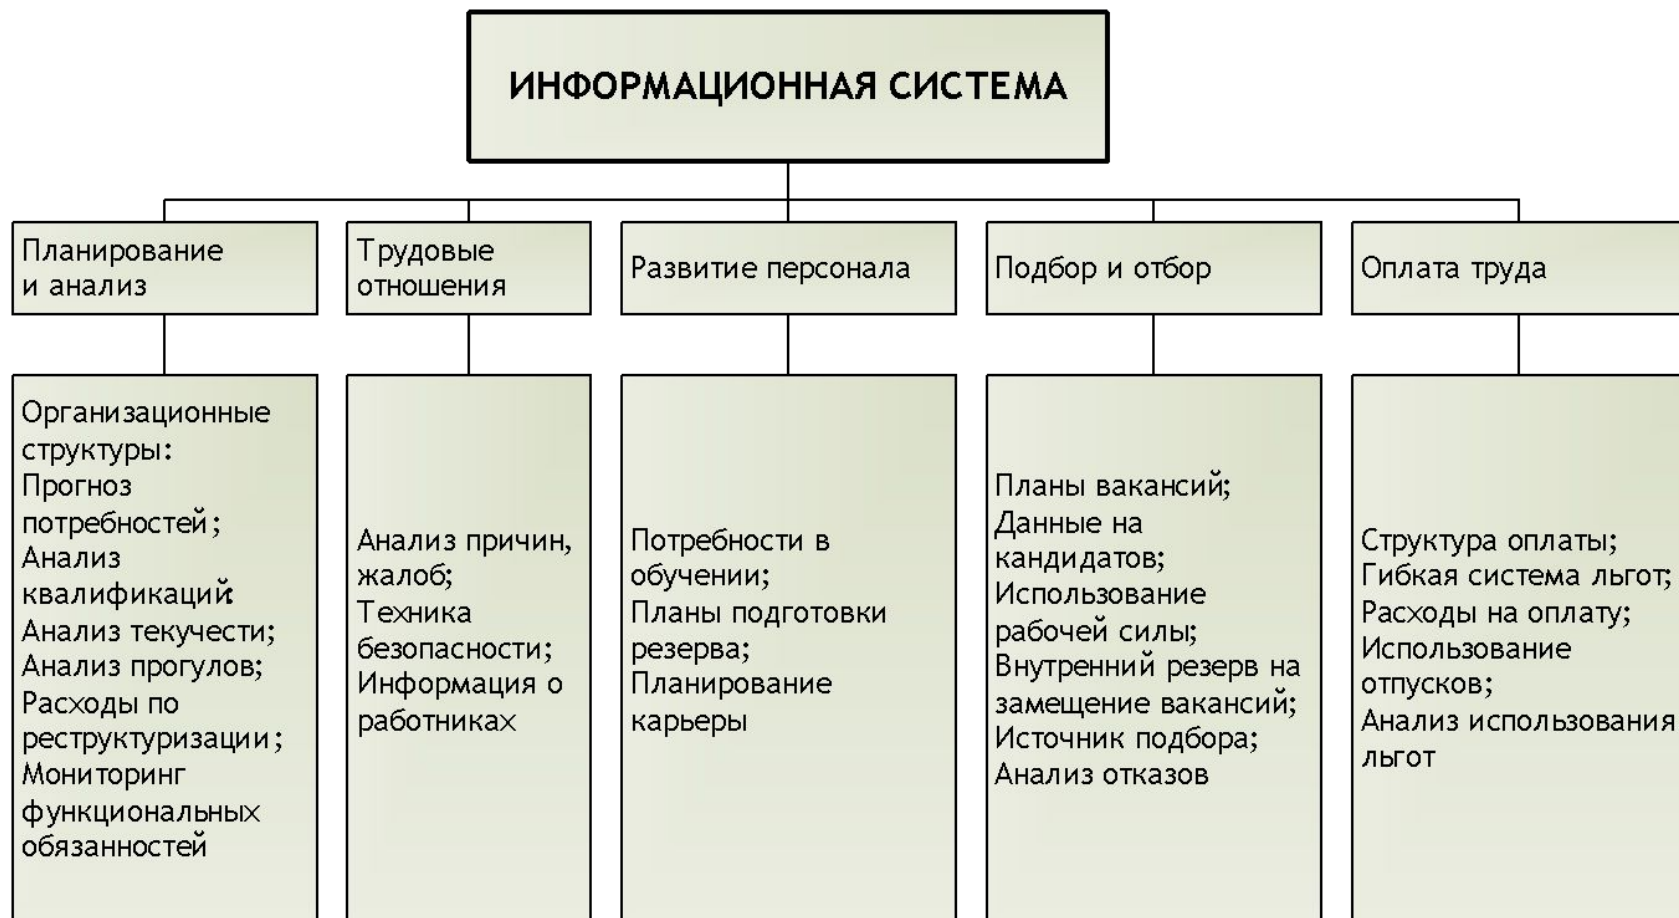 ИНФОРМАЦИОННАЯ СИСТЕМА
Планирование
и анализ
Трудовые
отношения
Развитие персонала
Подбор и отбор
Оплата труда
Организационные
структуры:
Прогноз
потребностей;
Анализ
квалификаций:
Анализ текучести;
Анализ прогулов;
Расходы по
реструктуризации;
Мониторинг
функциональных
обязанностей
Анализ причин,
жалоб;
Техника
безопасности;
Информация о
работниках
Потребности в
обучении;
Планы подготовки
резерва;
Планирование
карьеры
Планы вакансий;
Данные на
кандидатов;
Использование
рабочей силы;
Внутренний резерв на
замещение вакансий;
Источник подбора;
Анализ отказов
Структура оплаты;
Гибкая система льгот;
Расходы на оплату;
Использование
отпусков;
Анализ использования
льгот